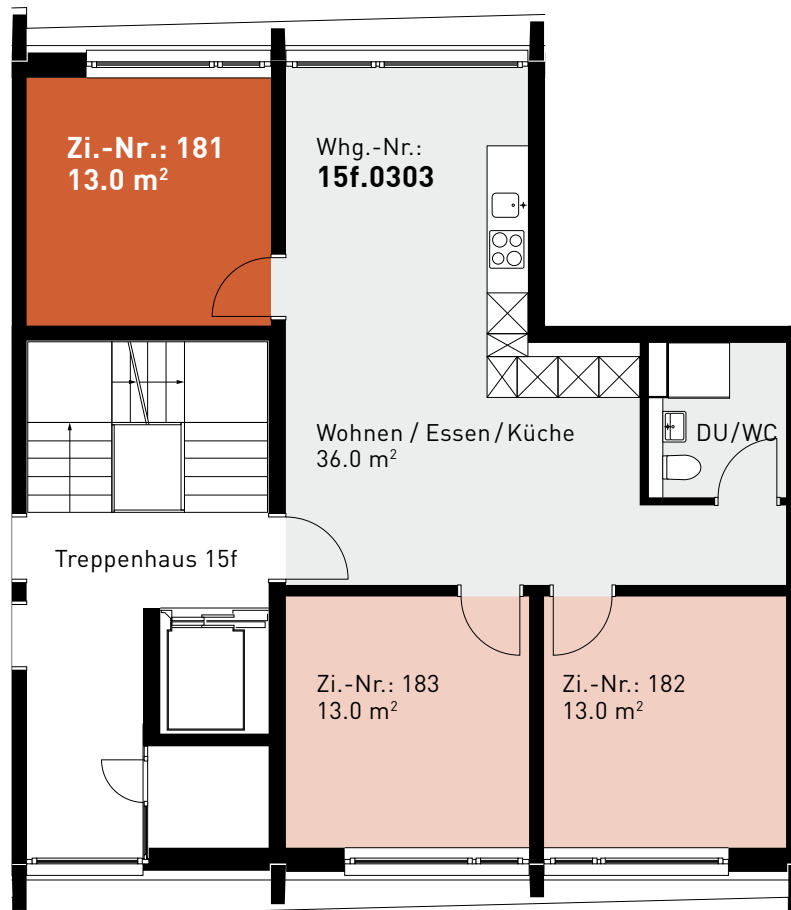 Zi.-Nr.: 181
13.0 m²
Whg.-Nr.:
15f.0303
Wohnen / Essen / Küche
36.0 m²
DU/WC
Treppenhaus 15f
Zi.-Nr.: 183
13.0 m²
Zi.-Nr.: 182
13.0 m²